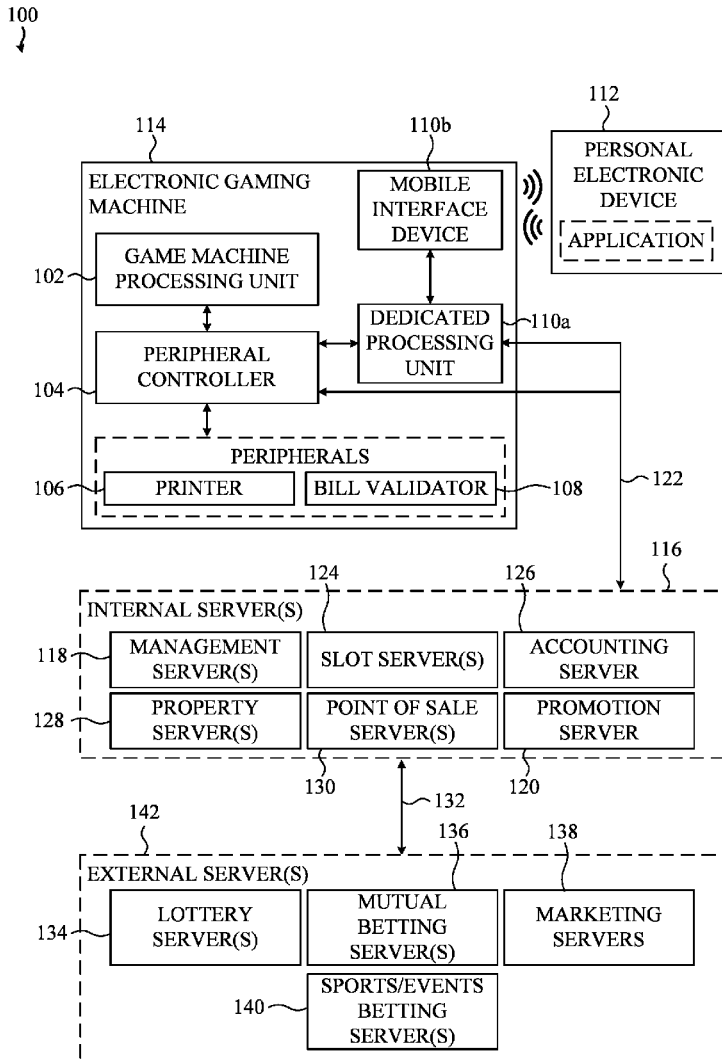 100
114
110b
112
ELECTRONIC GAMING
MACHINE
MOBILE
INTERFACE
DEVICE
PERSONAL
ELECTRONIC
DEVICE
APPLICATION
102
GAME MACHINE
PROCESSING UNIT
DEDICATED
PROCESSING
UNIT
110a
104
PERIPHERAL
CONTROLLER
PERIPHERALS
106
PRINTER
BILL VALIDATOR
108
122
116
124
126
INTERNAL SERVER(S)
118
MANAGEMENT
SERVER(S)
SLOT SERVER(S)
ACCOUNTING
SERVER
128
PROPERTY
SERVER(S)
POINT OF SALE
SERVER(S)
PROMOTION
SERVER
130
120
132
142
136
138
EXTERNAL SERVER(S)
134
LOTTERY
SERVER(S)
MUTUAL
BETTING
SERVER(S)
MARKETING
SERVERS
140
SPORTS/EVENTS
BETTING
SERVER(S)